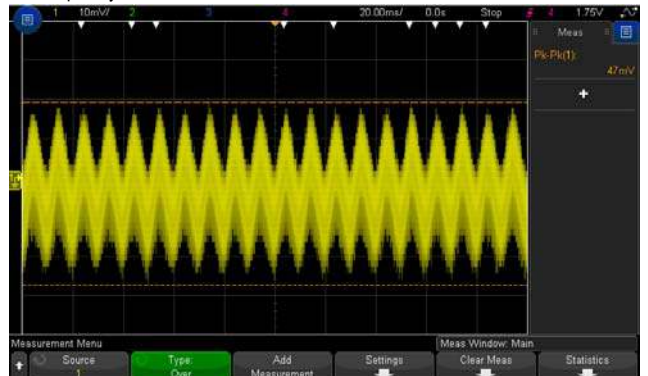 1 10mV/ 2 3 4 20.00ms/ 0.0s Stop 4 1.75V
Meas
Pk-Pk(1):
47mV
+
Measurement Menu
Meas Window: Main
Source Type: Add Settings Clear Meas Statistics
1 Over Measurement